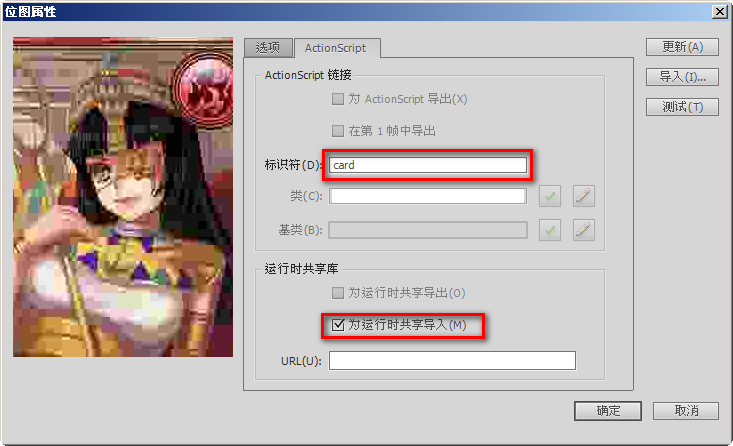 位图属性
选项
ActionScript
更新(A)
导入(I)...
测试(T)
ActionScript 链接
为 ActionScript 导出(X)
在第 1 帧中导出
标识符(D): card
类(C):
基类(B):
运行时共享库
为运行时共享导出(O)
为运行时共享导入(M)
URL(U):
确定
取消